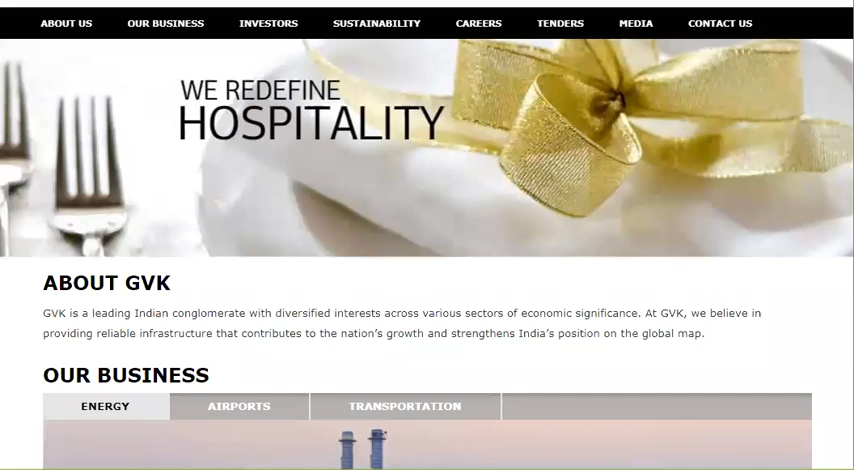 ABOUT US OUR BUSINESS INVESTORS SUSTAINABILITY CAREERS TENDERS MEDIA CONTACT US
WE REDEFINE
HOSPITALITY
ABOUT GVK
GVK is a leading Indian conglomerate with diversified interests across various sectors of economic significance. At GVK, we believe in
providing reliable infrastructure that contributes to the nation’s growth and strengthens India’s position on the global map.
OUR BUSINESS
ENERGY AIRPORTS TRANSPORTATION